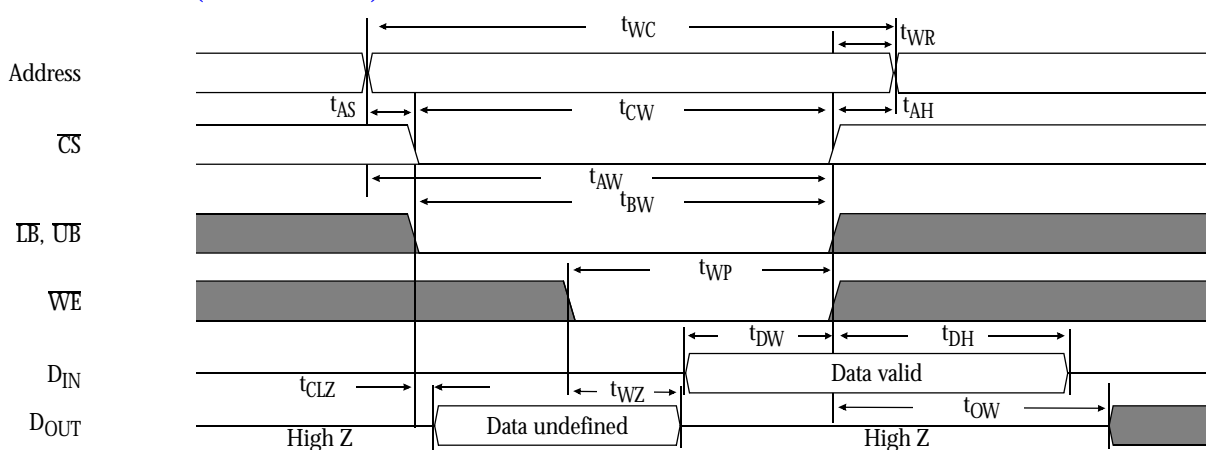 tWC
tWR
Address
tAS
tCW
tAH
CS
tAW
tBW
LB, UB
tWP
WE
tDW
tDH
DIN
Data valid
tCLZ
tWZ
tOW
DOUT
High Z
Data undefined
High Z